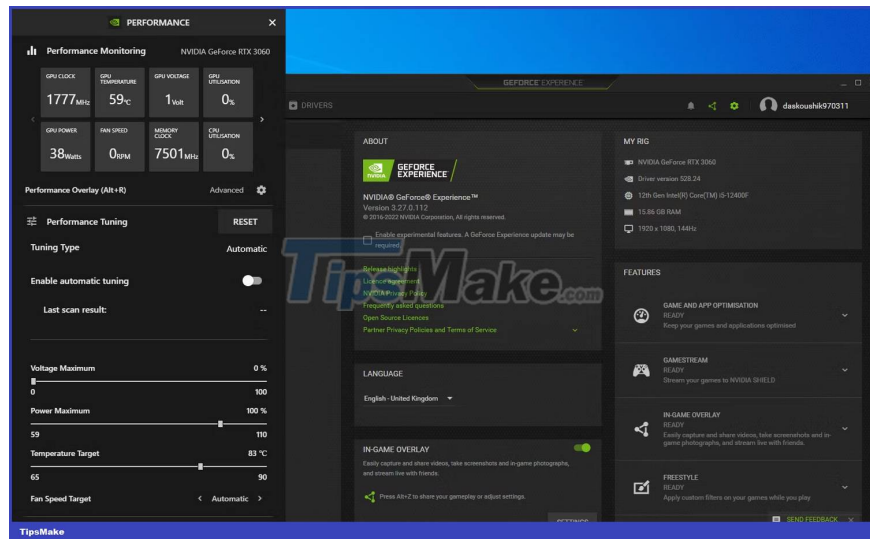 PERFORMANCE
Performance Monitoring NVIDIA GeForce RTX 3060
GPU CLOCK
1777MHz
GPU TEMPERATURE
59°C
GPU VOLTAGE
1Volt
GPU UTILISATION
0%
GPU POWER
38Watts
FAN SPEED
0RPM
MEMORY CLOCK
7501MHz
CPU UTILISATION
0%
Performance Overlay (Alt+R) Advanced
Performance Tuning RESET
Tuning Type Automatic
Enable automatic tuning
Last scan result: --
Voltage Maximum 0 %
0 100
Power Maximum 100 %
59 110
Temperature Target 83 °C
65 90
Fan Speed Target < Automatic >
GEFORCE EXPERIENCE
DRIVERS
daskoushik970311
ABOUT
NVIDIA
GEFORCE
EXPERIENCE
NVIDIA® GeForce® Experience™
Version 3.27.0.112
© 2016-2022 NVIDIA Corporation, All rights reserved.
Enable experimental features. A GeForce Experience update may be
required.
Release highlights
Licence agreement
NVIDIA Privacy Policy
Frequently asked questions
Open Source Licences
Partner Privacy Policies and Terms of Service
LANGUAGE
English - United Kingdom
IN-GAME OVERLAY
Easily capture and share videos, take screenshots and in-game photographs,
and stream live with friends.
Press Alt+Z to share your gameplay or adjust settings.
SETTINGS
MY RIG
NVIDIA GeForce RTX 3060
Driver version 528.24
12th Gen Intel(R) Core(TM) i5-12400F
15.86 GB RAM
1920 x 1080, 144Hz
FEATURES
GAME AND APP OPTIMISATION
READY
Keep your games and applications optimised
GAMESTREAM
READY
Stream your games to NVIDIA SHIELD
IN-GAME OVERLAY
READY
Easily capture and share videos, take screenshots and in-
game photographs, and stream live with friends.
FREESTYLE
READY
Apply custom filters on your games while you play
SEND FEEDBACK
TipsMake.com
TipsMake